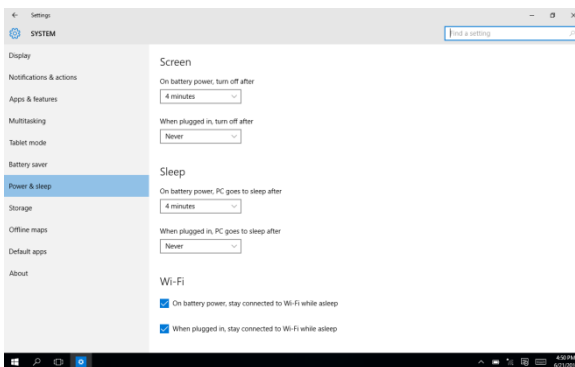 Settings
SYSTEM
Find a setting
Display
Notifications & actions
Apps & features
Multitasking
Tablet mode
Battery saver
Power & sleep
Storage
Offline maps
Default apps
About
Screen
On battery power, turn off after
4 minutes
When plugged in, turn off after
Never
Sleep
On battery power, PC goes to sleep after
4 minutes
When plugged in, PC goes to sleep after
Never
Wi-Fi
On battery power, stay connected to Wi-Fi while asleep
When plugged in, stay connected to Wi-Fi while asleep
4:50 PM